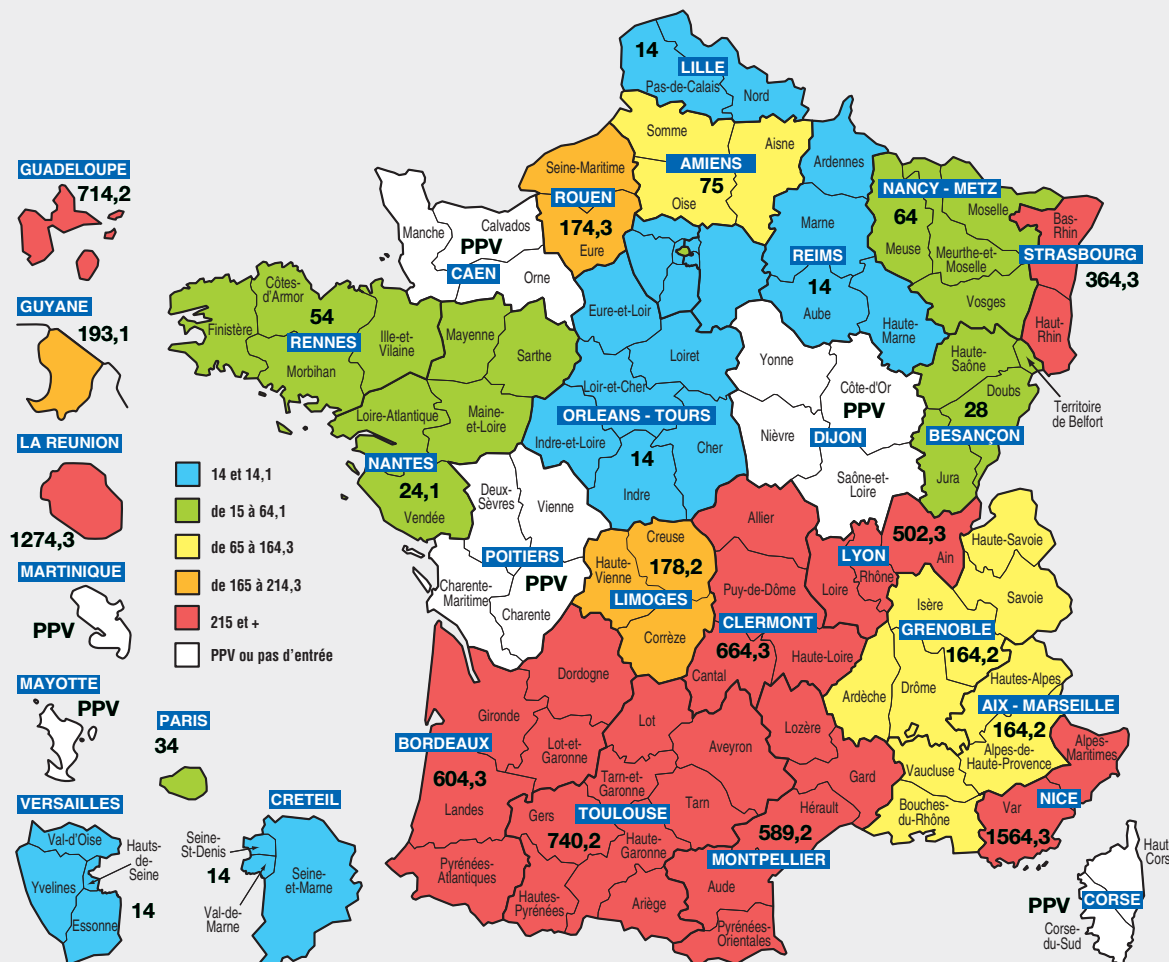 14
LILLE
Pas-de-Calais
Nord
Somme
Aisne
AMIENS
75
Oise
Seine-Maritime
ROUEN
174,3
Eure
Ardennes
Marne
REIMS
14
Aube
Haute-
Marne
NANCY - METZ
64
Moselle
Meuse
Meurthe-et-
Moselle
Vosges
Bas-
Rhin
STRASBOURG
364,3
Haut-
Rhin
Manche
Calvados
PPV
CAEN
Orne
GUADELOUPE
714,2
GUYANE
193,1
LA REUNION
1274,3
MARTINIQUE
PPV
MAYOTTE
PPV
PARIS
34
Finistère
Côtes-
d'Armor
54
RENNES
Ille-et-
Vilaine
Morbihan
Mayenne
Sarthe
Loire-Atlantique
Maine-
et-Loire
NANTES
24,1
Vendée
Eure-et-Loir
Loiret
Loir-et-Cher
ORLEANS - TOURS
Indre-et-Loire
14
Cher
Indre
Yonne
Côte-d'Or
PPV
Nièvre
DIJON
Saône-et-
Loire
Haute-
Saône
Doubs
28
BESANÇON
Jura
Territoire
de Belfort
14 et 14,1
de 15 à 64,1
de 65 à 164,3
de 165 à 214,3
215 et +
PPV ou pas d'entrée
Deux-
Sèvres
Vienne
POITIERS
PPV
Charente-
Maritime
Charente
Creuse
Haute-
Vienne
178,2
LIMOGES
Corrèze
Allier
Puy-de-Dôme
CLERMONT
664,3
Haute-Loire
Cantal
LYON
502,3
Ain
Loire
Rhône
Haute-Savoie
Savoie
Isère
GRENOBLE
164,2
Ardèche
Drôme
Hautes-Alpes
AIX - MARSEILLE
164,2
Alpes-de-
Haute-Provence
Vaucluse
Bouches-
du-Rhône
Alpes-
Maritimes
NICE
Var
1564,3
Dordogne
Gironde
BORDEAUX
604,3
Lot-et-
Garonne
Landes
Pyrénées-
Atlantiques
Lot
Aveyron
Tarn-et-
Garonne
Gers
TOULOUSE
740,2
Tarn
Haute-
Garonne
Hautes-
Pyrénées
Ariège
Lozère
Gard
Hérault
589,2
MONTPELLIER
Aude
Pyrénées-
Orientales
VERSAILLES
Val-d'Oise
Hauts-
de-
Seine
Yvelines
14
Essonne
CRETEIL
Seine-
St-Denis
14
Seine-
et-Marne
Val-de-
Marne
Haut
Cors
PPV
CORSE
Corse-
du-Sud